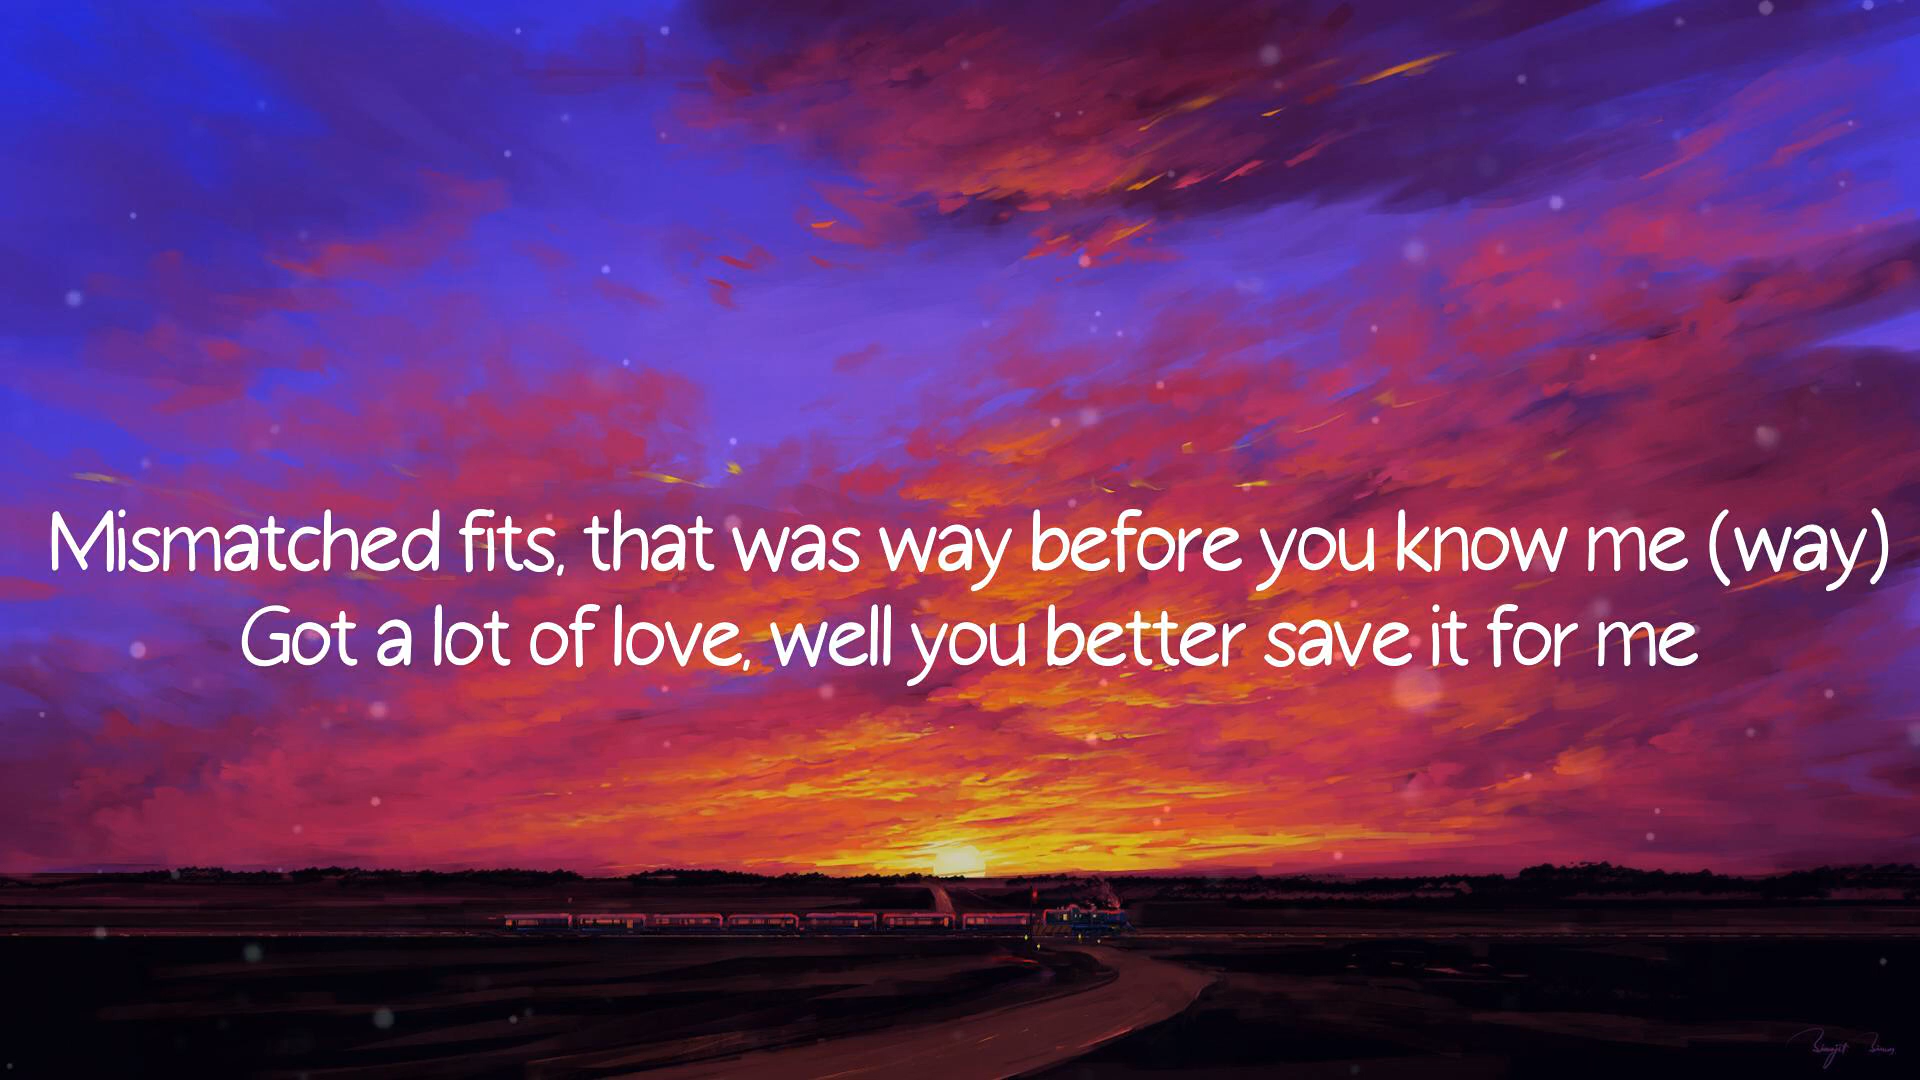 Mismatched fits, that was way before you know me (way)
Got a lot of love, well you better save it for me